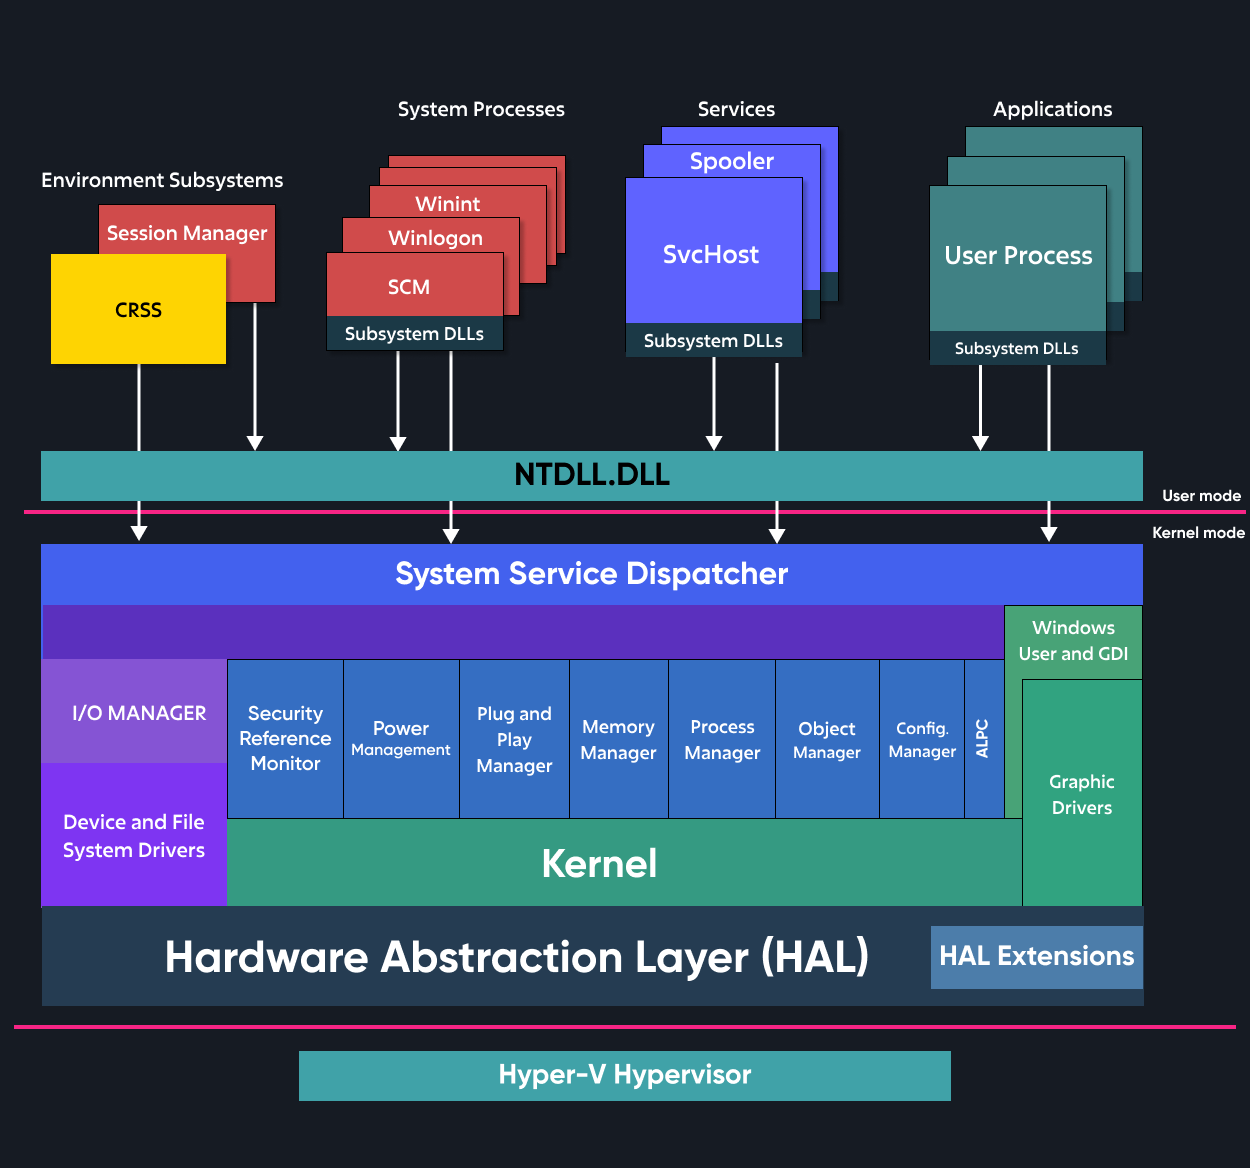 System Processes
Services
Applications
Environment Subsystems
Session Manager
CRSS
Winint
Winlogon
SCM
Subsystem DLLs
Spooler
SvcHost
Subsystem DLLs
User Process
Subsystem DLLs
NTDLL.DLL
User mode
Kernel mode
System Service Dispatcher
Windows
User and GDI
I/O MANAGER
Security
Reference
Monitor
Power
Management
Plug and
Play
Manager
Memory
Manager
Process
Manager
Object
Manager
Config.
Manager
ALPC
Graphic
Drivers
Device and File
System Drivers
Kernel
Hardware Abstraction Layer (HAL)
HAL Extensions
Hyper-V Hypervisor